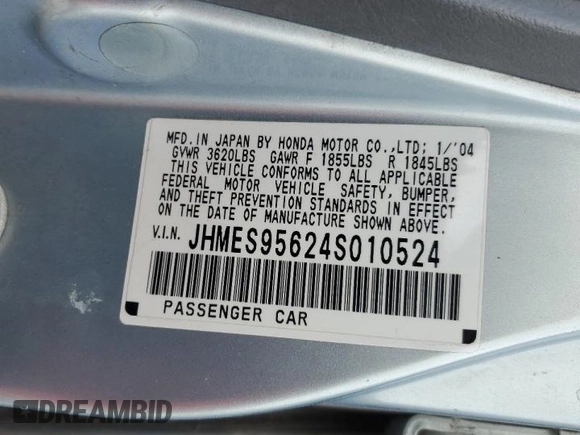 MFD. IN JAPAN BY HONDA MOTOR CO.,LTD; 1/'04
GVWR 3620LBS GAWR F 1855LBS R 1845LBS
THIS VEHICLE CONFORMS TO ALL APPLICABLE
FEDERAL MOTOR VEHICLE SAFETY, BUMPER,
AND THEFT PREVENTION STANDARDS IN EFFECT
ON THE DATE OF MANUFACTURE SHOWN ABOVE.
V.I.N. JHMES95624S010524
PASSENGER CAR
DREAMBID